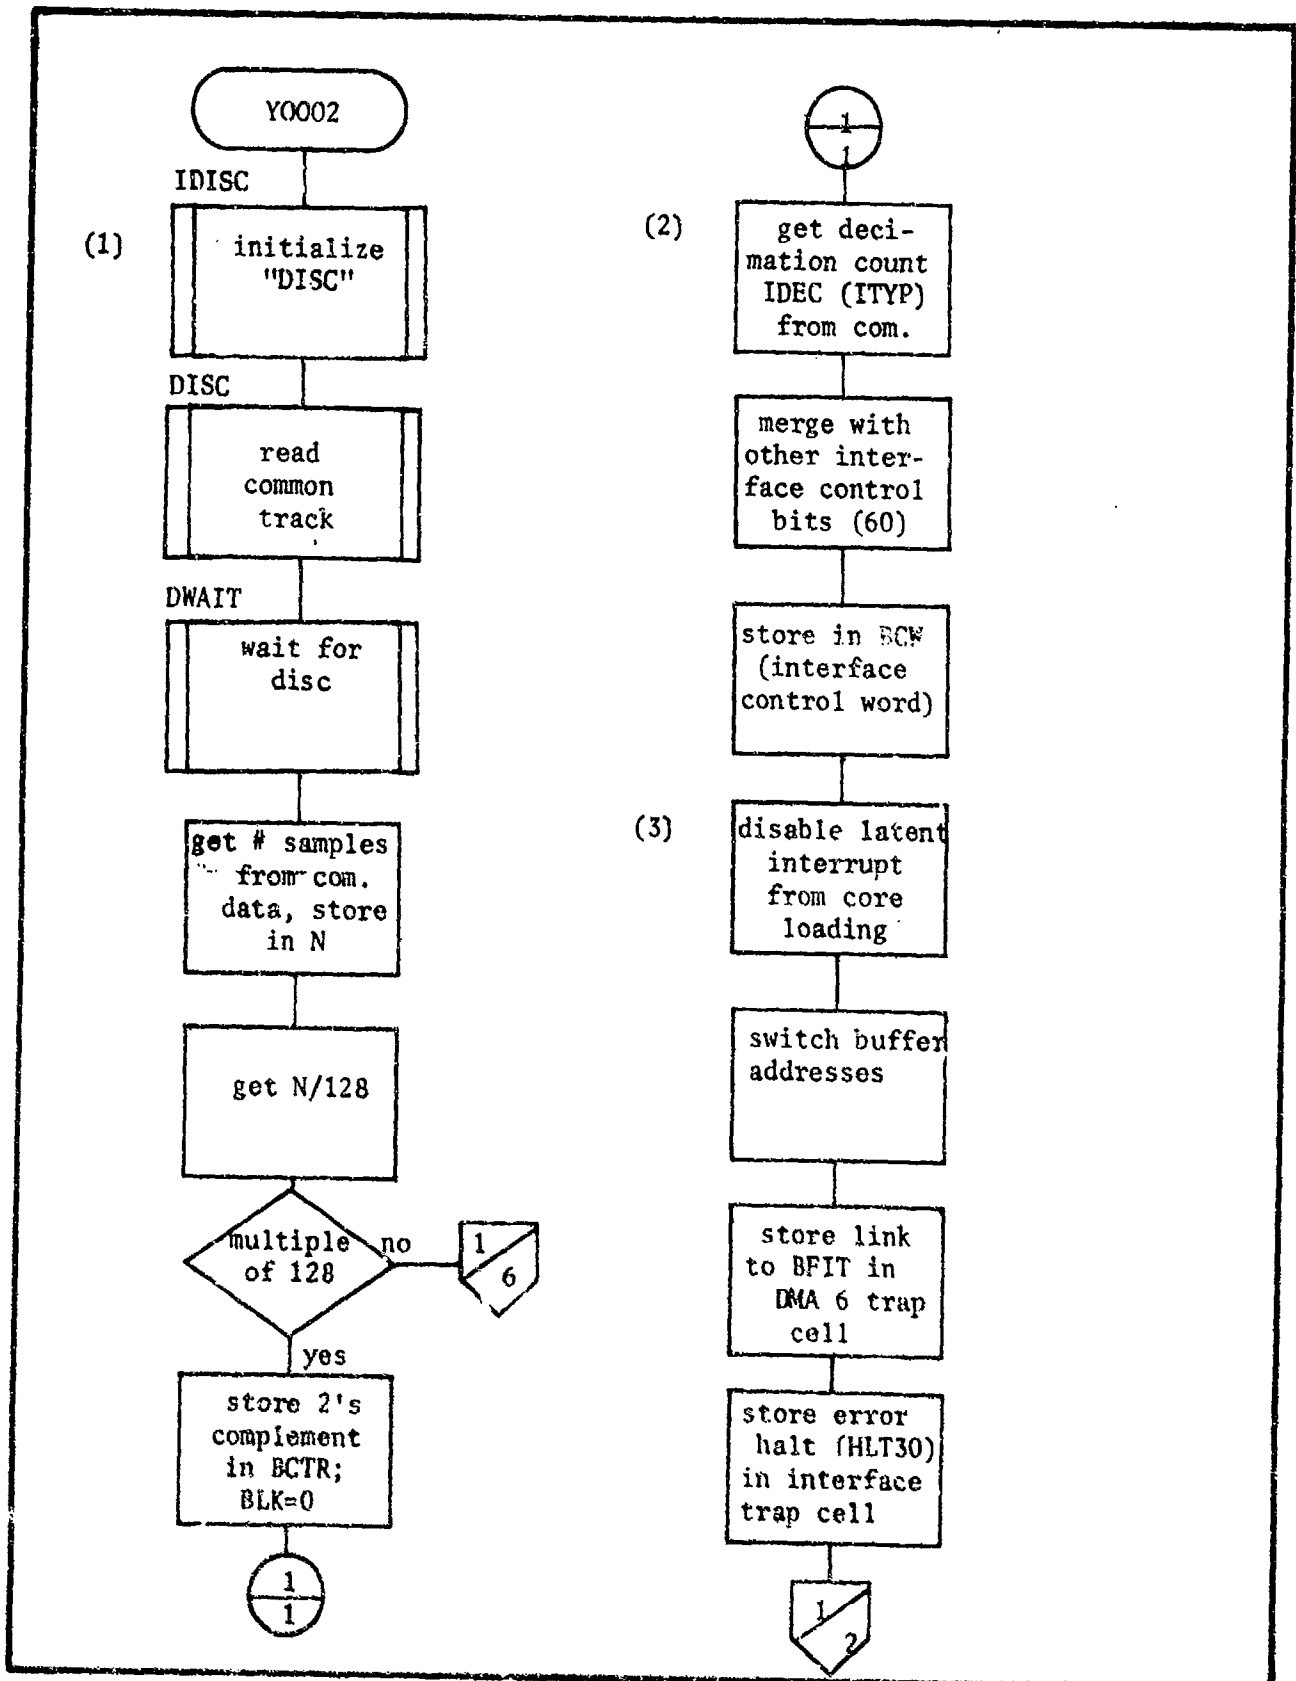 YO002
IDISC
(1)
initialize
"DISC"
DISC
read
common
track
DWAIT
wait for
disc
get # samples
from com.
data, store
in N
get N/128
multiple
of 128
no
1
6
yes
store 2's
complement
in BCTR;
BLK=0
1
1
1
1
(2)
get deci-
mation count
IDEC (ITYP)
from com.
merge with
other inter-
face control
bits (60)
store in BCW
(interface
control word)
(3)
disable latent
interrupt
from core
loading
switch buffer
addresses
store link
to BFIT in
DMA 6 trap
cell
store error
halt (HLT30)
in interface
trap cell
1
2